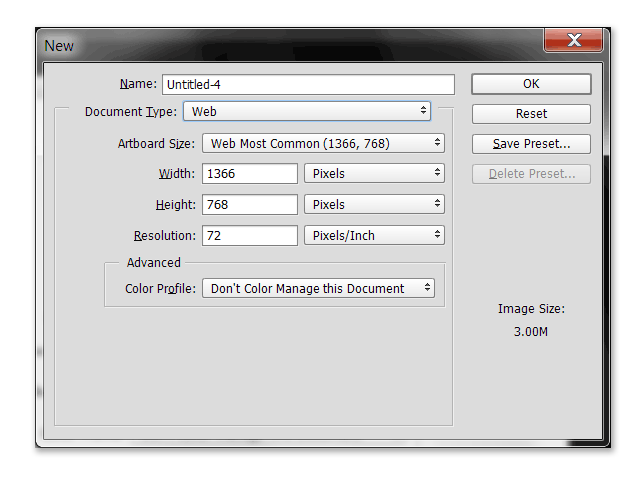 New
Name: Untitled-4
OK
Document Type: Web
Reset
Artboard Size: Web Most Common (1366, 768)
Save Preset...
Width: 1366 Pixels
Delete Preset...
Height: 768 Pixels
Resolution: 72 Pixels/Inch
Advanced
Color Profile: Don't Color Manage this Document
Image Size:
3.00M